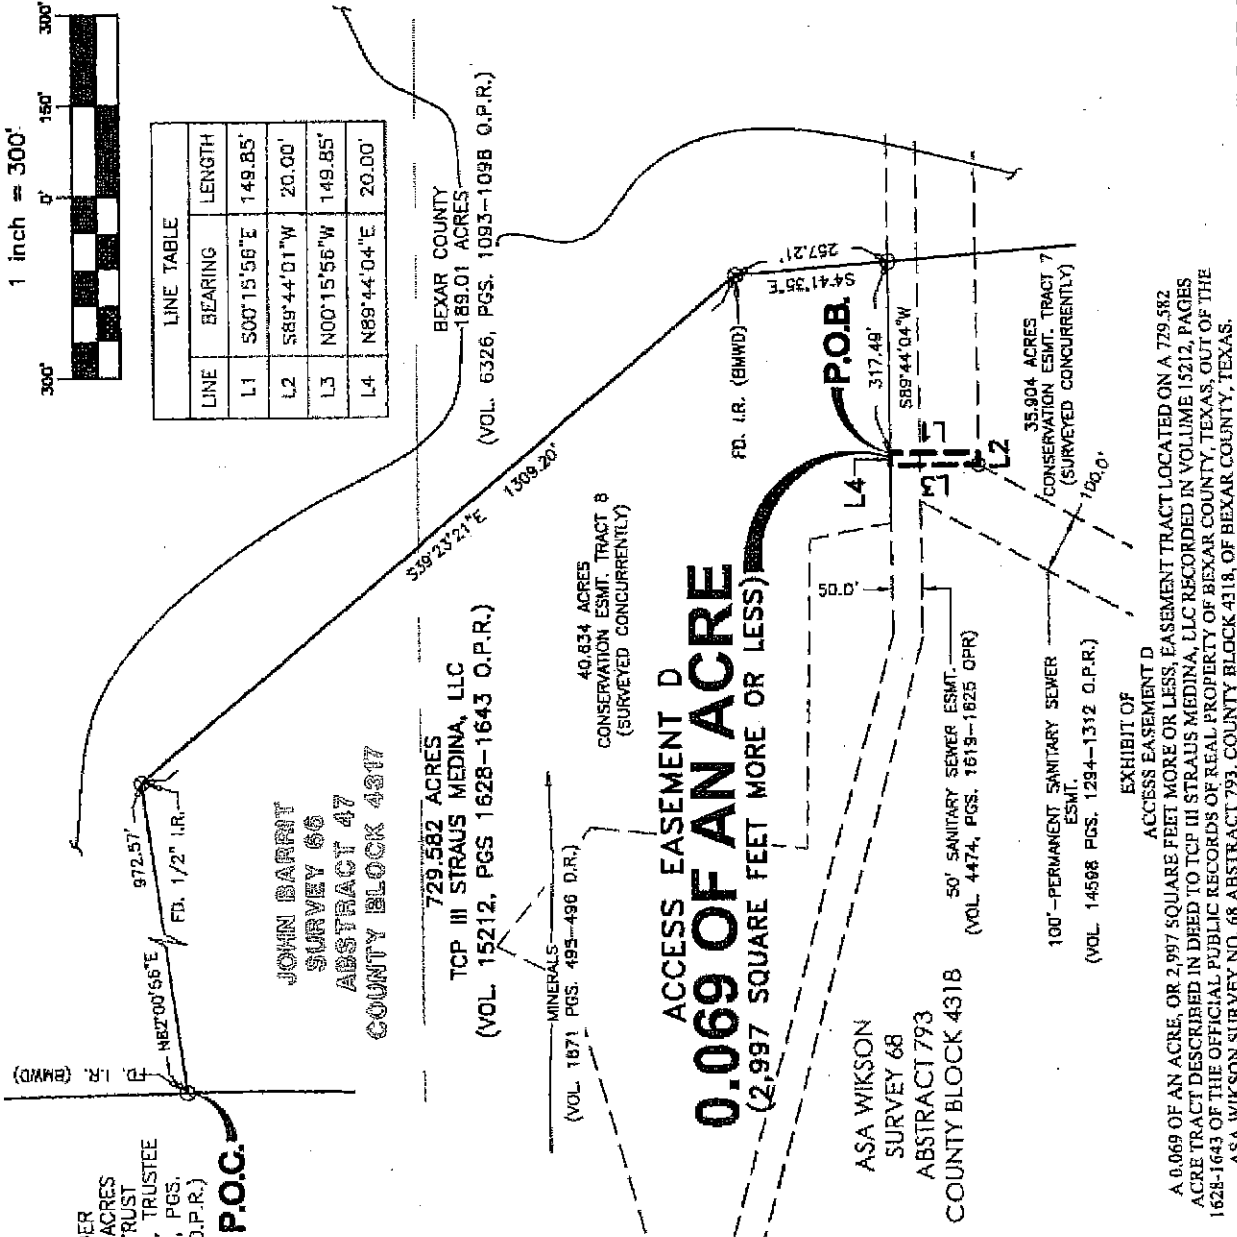 1 inch = 300'
300'
0'
150'
300'
LINE TABLE
LINE BEARING LENGTH
L1 S00°15'56"E 149.85'
L2 S89°44'01"W 20.00'
L3 N00°15'56"W 149.85'
L4 N89°44'04"E 20.00'
BEXAR COUNTY
189.01 ACRES
(VOL. 6326, PGS. 1093-1098 O.P.R.)
ACRES
TRUST
TRUSTEE
, PGS.
P.O.C.
FD. I.R. (BMWD)
N82°00'56"E
972.57'
FD. 1/2" I.R.
JOHN BARRIT
SURVEY 66
ABSTRACT 47
COUNTY BLOCK 4317
S39°23'21"E
1309.20'
729.582 ACRES
TCP III STRAUS MEDINA, LLC
(VOL. 15212, PGS 1628-1643 O.P.R.)
MINERALS
(VOL. 1871 PGS. 495-496 D.R.)
40.634 ACRES
CONSERVATION ESMT. TRACT 8
(SURVEYED CONCURRENTLY)
FD. I.R. (BMWD)
S4°41'35"E
257.21'
P.O.B.
317.49'
S89°44'04"W
ACCESS EASEMENT D
0.069 OF AN ACRE
(2,997 SQUARE FEET MORE OR LESS)
L4
L1
L3
L2
50.0'
ASA WIKSON
SURVEY 68
ABSTRACT 793
COUNTY BLOCK 4318
50' SANITARY SEWER ESMT.
(VOL. 4474, PGS. 1619-1625 OPR)
35.904 ACRES
CONSERVATION ESMT. TRACT 7
(SURVEYED CONCURRENTLY)
100.0'
100'-PERMANENT SANITARY SEWER
ESMT.
(VOL. 14598 PGS. 1294-1312 O.P.R.)
EXHIBIT OF
ACCESS EASEMENT D
A 0.069 OF AN ACRE, OR 2,997 SQUARE FEET MORE OR LESS, EASEMENT TRACT LOCATED ON A 729.582
ACRE TRACT DESCRIBED IN DEED TO TCP III STRAUS MEDINA, LLC RECORDED IN VOLUME 15212, PAGES
1628-1643 OF THE OFFICIAL PUBLIC RECORDS OF REAL PROPERTY OF BEXAR COUNTY, TEXAS, OUT OF THE
ASA WIKSON SURVEY NO. 68 ABSTRACT 793, COUNTY BLOCK 4318, OF BEXAR COUNTY, TEXAS.